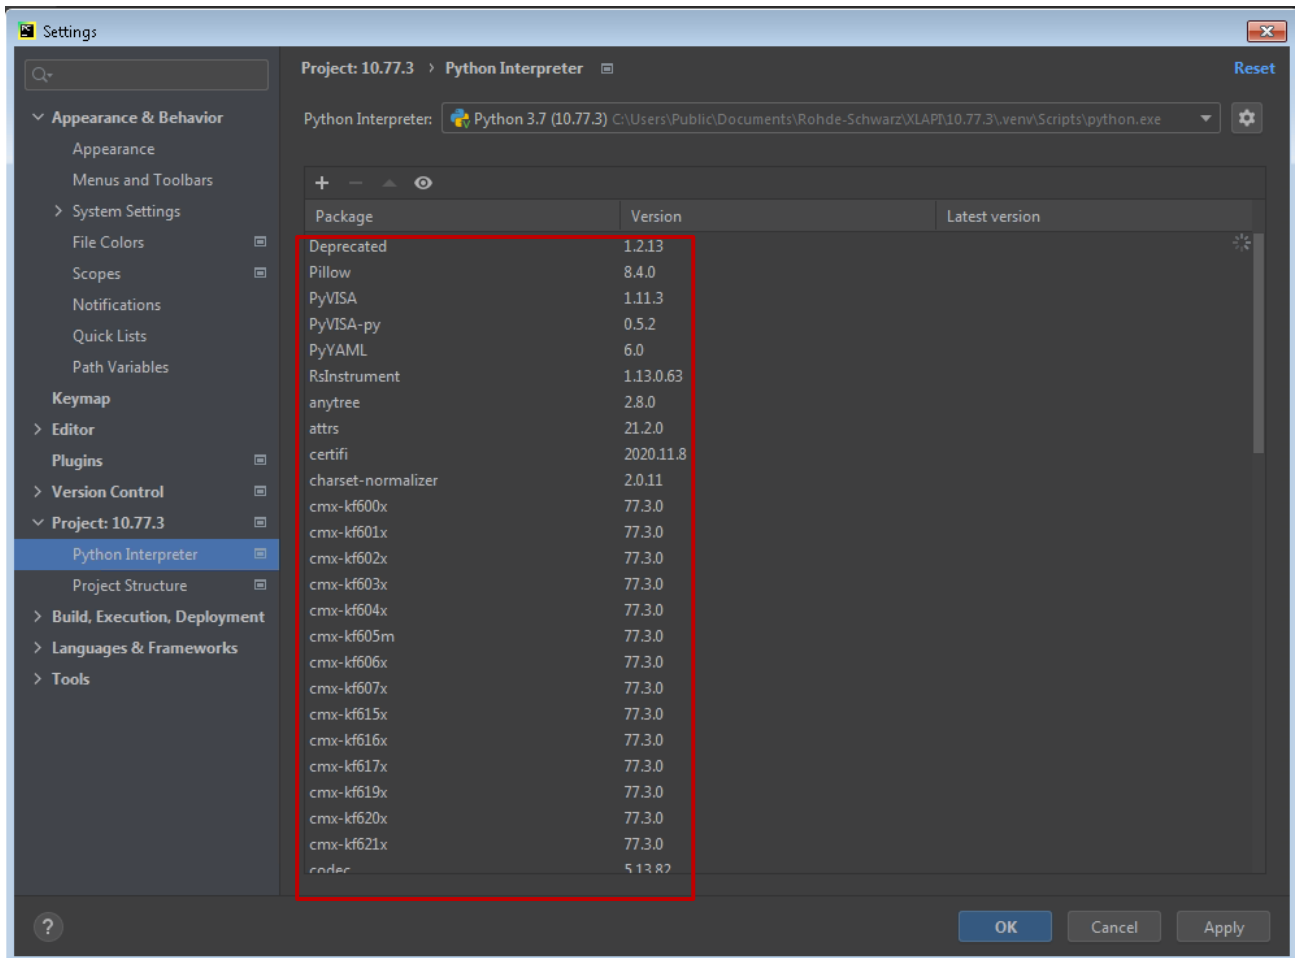 Settings
Project: 10.77.3 > Python Interpreter
Reset
Appearance & Behavior
Appearance
Menus and Toolbars
System Settings
File Colors
Scopes
Notifications
Quick Lists
Path Variables
Keymap
Editor
Plugins
Version Control
Project: 10.77.3
Python Interpreter
Project Structure
Build, Execution, Deployment
Languages & Frameworks
Tools
Python Interpreter: Python 3.7 (10.77.3) C:\Users\Public\Documents\Rohde-Schwarz\XLAPI\10.77.3\.venv\Scripts\python.exe
Package Version Latest version
Deprecated 1.2.13
Pillow 8.4.0
PyVISA 1.11.3
PyVISA-py 0.5.2
PyYAML 6.0
RsInstrument 1.13.0.63
anytree 2.8.0
attrs 21.2.0
certifi 2020.11.8
charset-normalizer 2.0.11
cmx-kf600x 77.3.0
cmx-kf601x 77.3.0
cmx-kf602x 77.3.0
cmx-kf603x 77.3.0
cmx-kf604x 77.3.0
cmx-kf605m 77.3.0
cmx-kf606x 77.3.0
cmx-kf607x 77.3.0
cmx-kf615x 77.3.0
cmx-kf616x 77.3.0
cmx-kf617x 77.3.0
cmx-kf619x 77.3.0
cmx-kf620x 77.3.0
cmx-kf621x 77.3.0
codec 5.13.82
? OK Cancel Apply